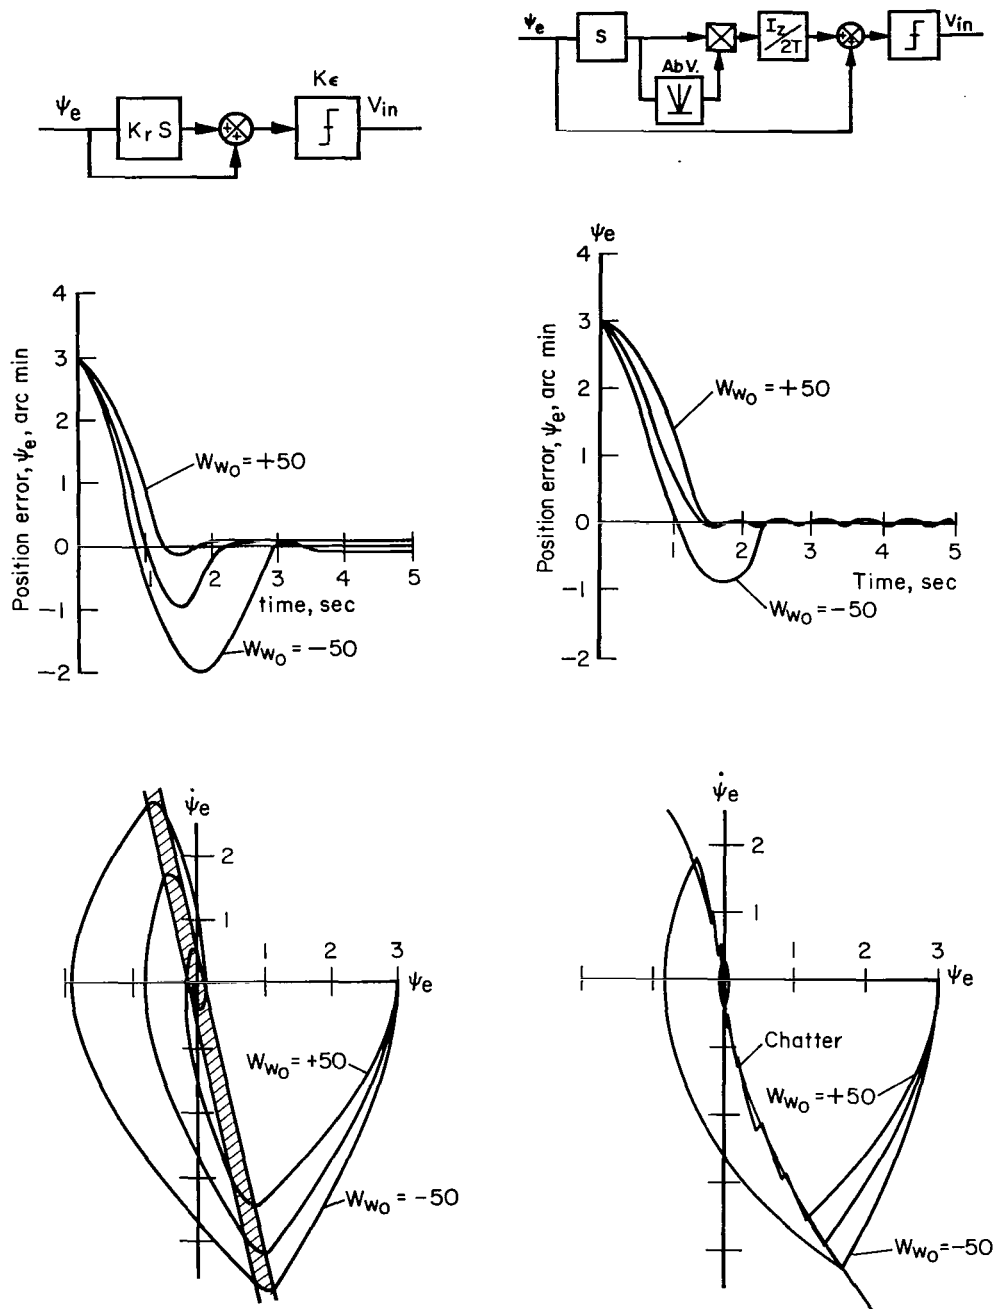 Kε
ψe
Kr S
+
+
Vin
ψe
S
Ab V.
Iz/2T
+
+
Vin
4
3
2
1
0
−1
−2
1
2
3
4
5
Position error, ψe, arc min
time, sec
Wwo = +50
Wwo = −50
ψe
4
3
2
1
0
−1
−2
1
2
3
4
5
Position error, ψe, arc min
Time, sec
Wwo = +50
Wwo = −50
ψ̇e
2
1
1
2
3
ψe
Wwo = +50
Wwo = −50
ψ̇e
2
1
1
2
3
ψe
Chatter
Wwo = +50
Wwo = −50